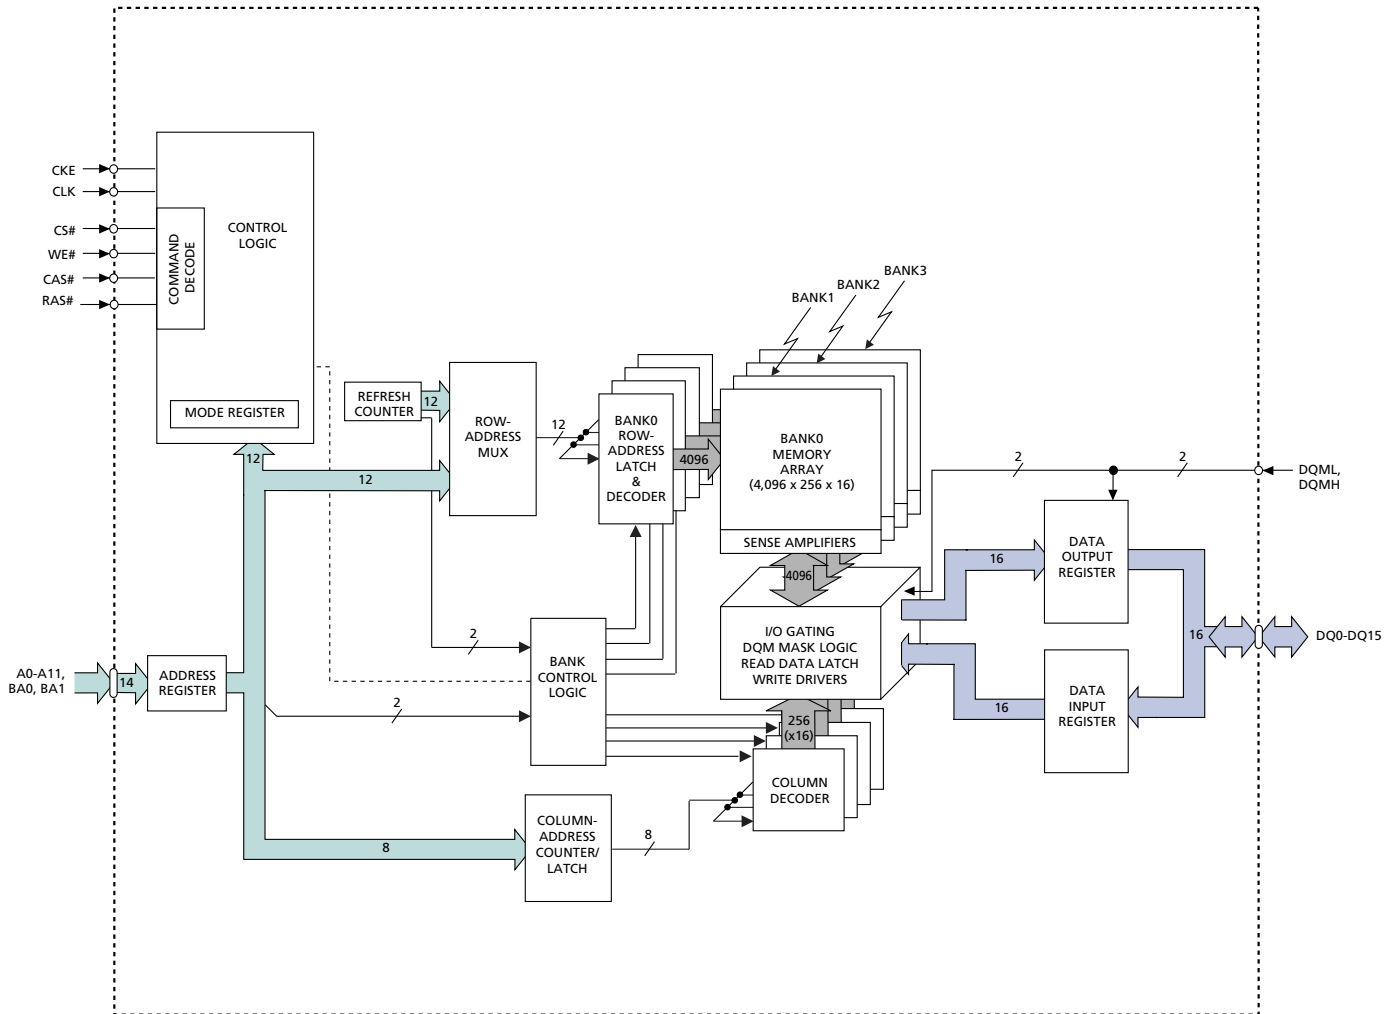 CKE
CLK
CS#
WE#
CAS#
RAS#
COMMAND
DECODE
CONTROL
LOGIC
MODE REGISTER
BANK3
BANK2
BANK1
REFRESH
COUNTER
12
ROW-
ADDRESS
MUX
12
BANK0
ROW-
ADDRESS
LATCH
&
DECODER
4096
BANK0
MEMORY
ARRAY
(4,096 x 256 x 16)
SENSE AMPLIFIERS
12
12
2
2
DQML,
DQMH
DATA
OUTPUT
REGISTER
16
4096
I/O GATING
DQM MASK LOGIC
READ DATA LATCH
WRITE DRIVERS
2
BANK
CONTROL
LOGIC
16
DQ0-DQ15
A0-A11,
BA0, BA1
14
ADDRESS
REGISTER
2
DATA
INPUT
REGISTER
16
256
(x16)
COLUMN
DECODER
8
COLUMN-
ADDRESS
COUNTER/
LATCH
8